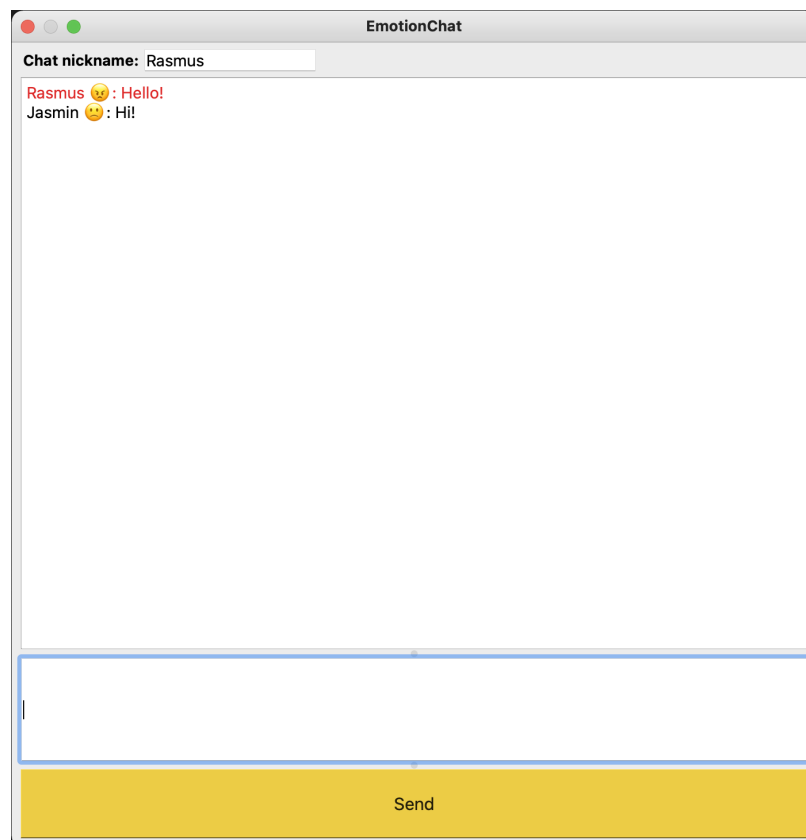 EmotionChat
Chat nickname: Rasmus
Rasmus 😠: Hello!
Jasmin 🙁: Hi!
Send